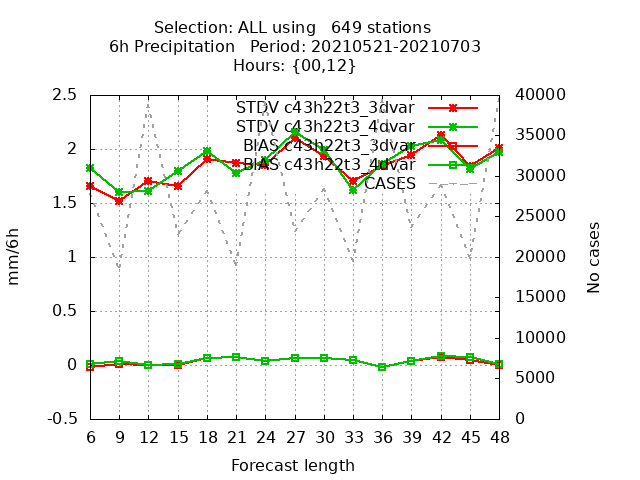 Selection: ALL using   649 stations
6h Precipitation   Period: 20210521-20210703
Hours: {00,12}
STDV c43h22t3_3dvar
STDV c43h22t3_4dvar
BIAS c43h22t3_3dvar
BIAS c43h22t3_4dvar
CASES
2.5
2
1.5
1
0.5
0
-0.5
mm/6h
40000
35000
30000
25000
20000
15000
10000
5000
0
No cases
6 9 12 15 18 21 24 27 30 33 36 39 42 45 48
Forecast length